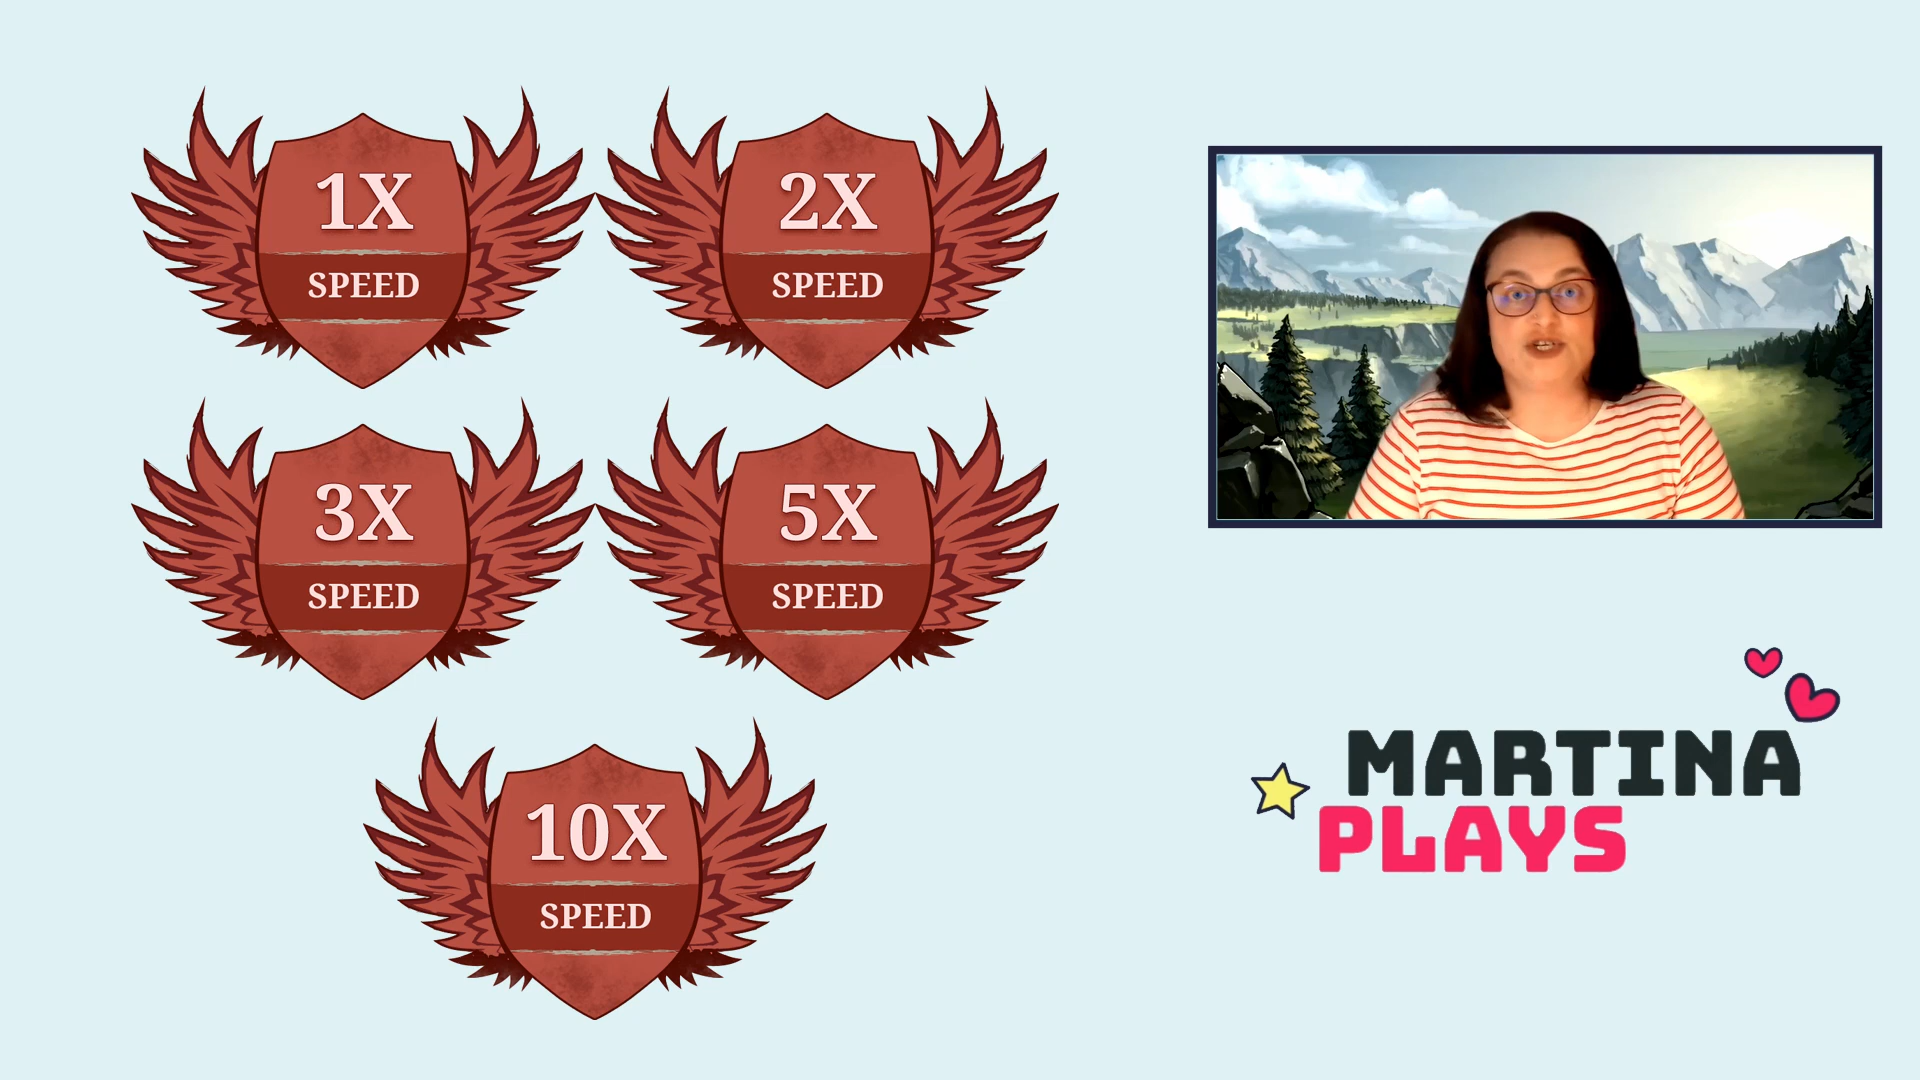 1X
SPEED
2X
SPEED
3X
SPEED
5X
SPEED
10X
SPEED
MARTINA
PLAYS